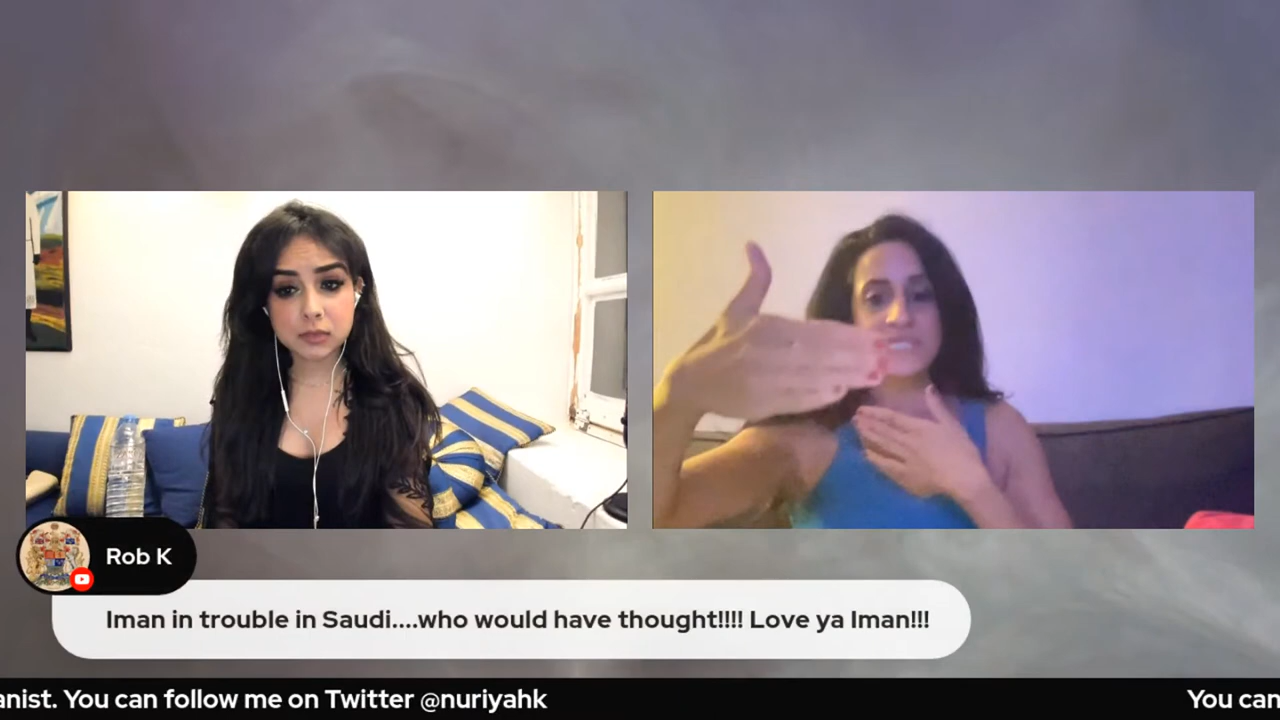 Rob K
Iman in trouble in Saudi....who would have thought!!!! Love ya Iman!!!
anist. You can follow me on Twitter @nuriyahk
You can